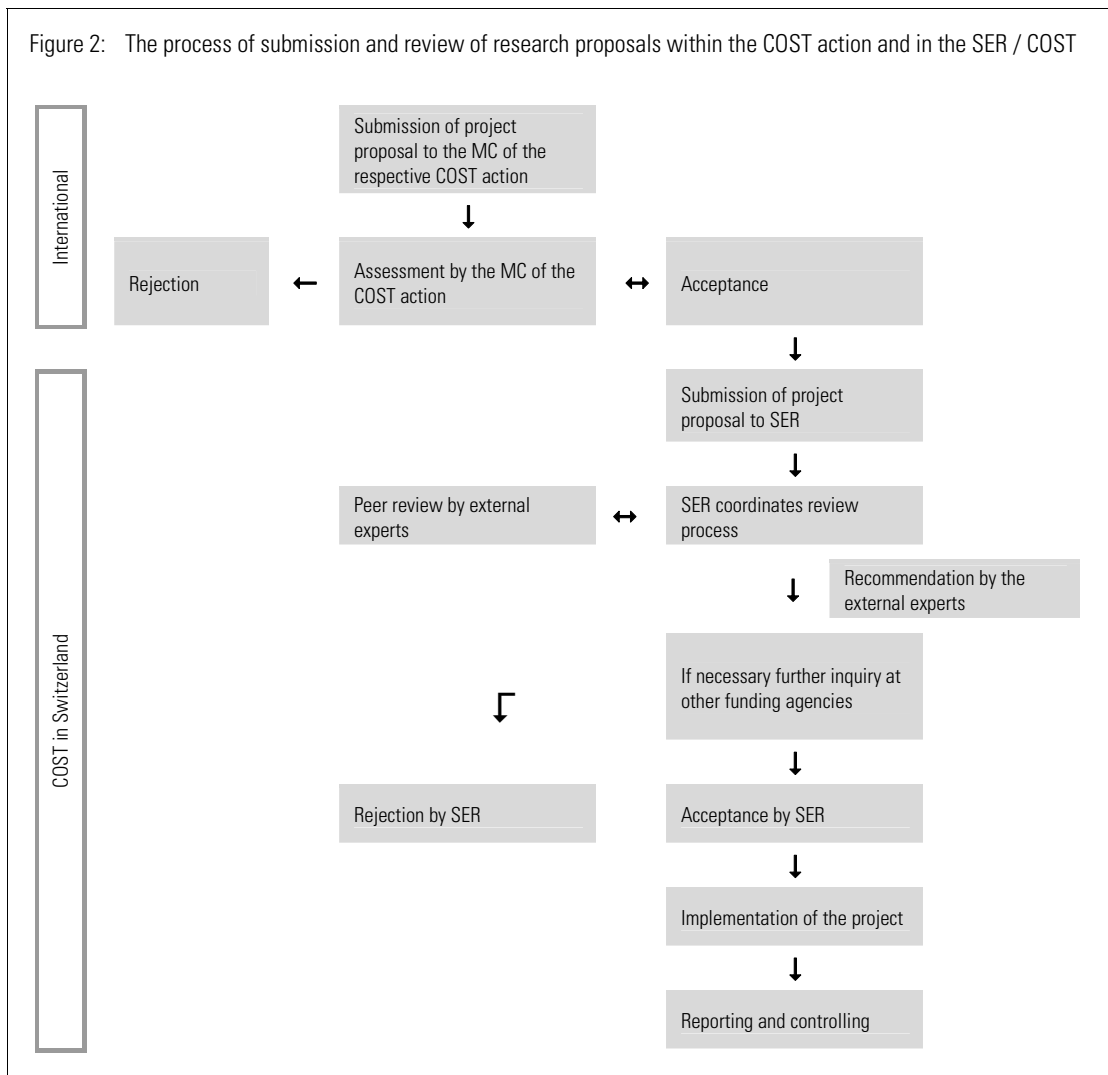 Figure 2: The process of submission and review of research proposals within the COST action and in the SER / COST
International
Submission of project
proposal to the MC of the
respective COST action
Rejection
Assessment by the MC of the
COST action
Acceptance
COST in Switzerland
Submission of project
proposal to SER
Peer review by external
experts
SER coordinates review
process
Recommendation by the
external experts
If necessary further inquiry at
other funding agencies
Rejection by SER
Acceptance by SER
Implementation of the project
Reporting and controlling